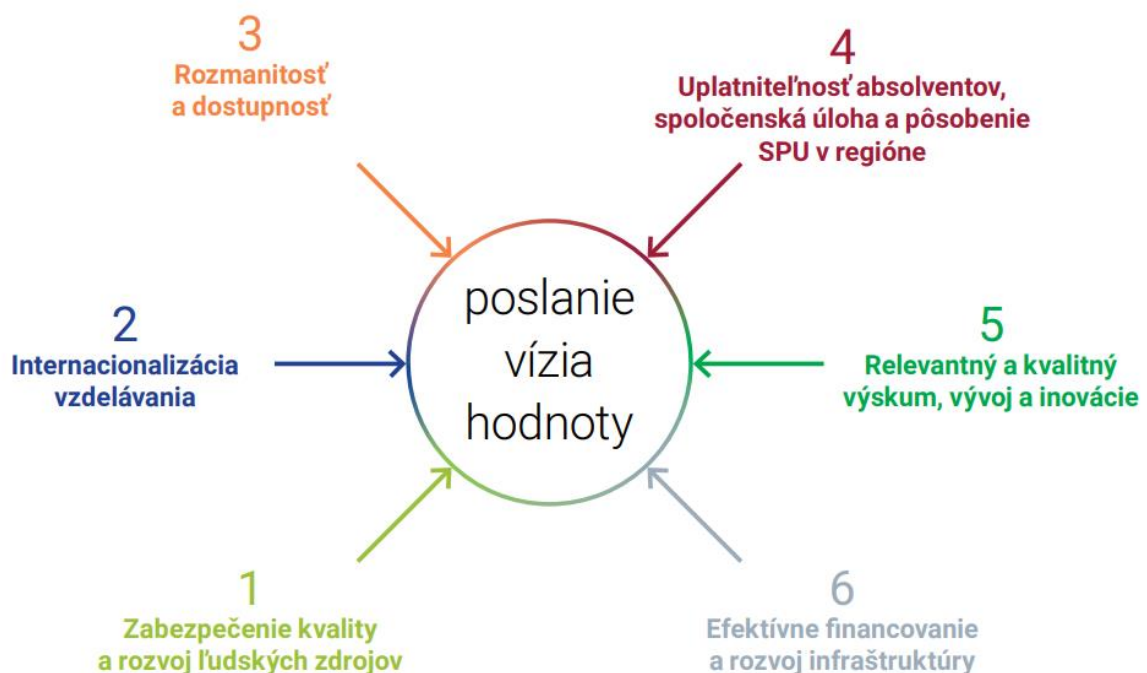 3
Rozmanitosť
a dostupnosť
4
Uplatniteľnosť absolventov,
spoločenská úloha a pôsobenie
SPU v regióne
2
Internacionalizácia
vzdelávania
poslanie
vízia
hodnoty
5
Relevantný a kvalitný
výskum, vývoj a inovácie
1
Zabezpečenie kvality
a rozvoj ľudských zdrojov
6
Efektívne financovanie
a rozvoj infraštruktúry